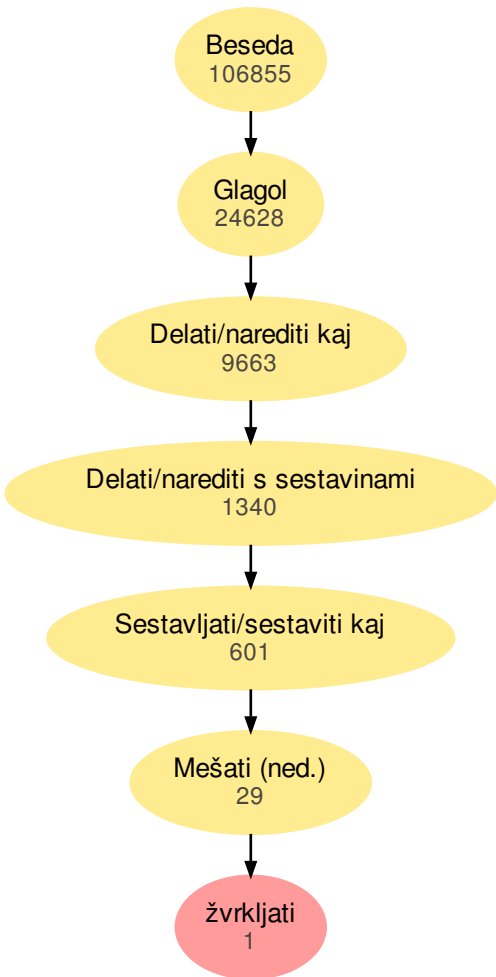 Beseda
106855
Glagol
24628
Delati/narediti kaj
9663
Delati/narediti s sestavinami
1340
Sestavljati/sestaviti kaj
601
Mešati (ned.)
29
žvrkljati
1